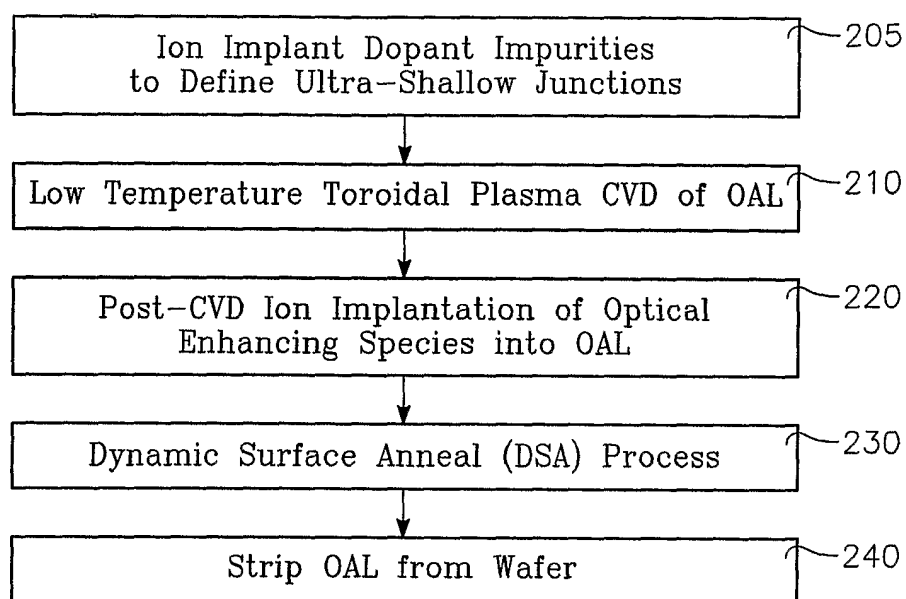 Ion Implant Dopant Impurities
to Define Ultra-Shallow Junctions
205
Low Temperature Toroidal Plasma CVD of OAL
210
Post-CVD Ion Implantation of Optical
Enhancing Species into OAL
220
Dynamic Surface Anneal (DSA) Process
230
Strip OAL from Wafer
240